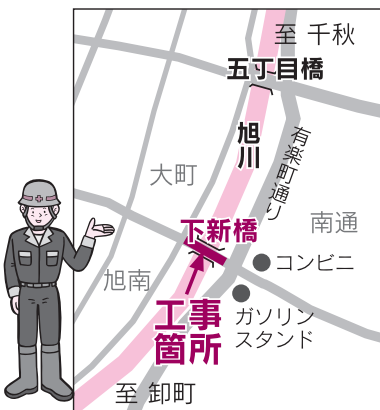 至 千秋
五丁目橋
旭川
有楽町通り
大町
南通
下新橋
コンビニ
旭南
ガソリン
スタンド
工事
箇所
至 卸町